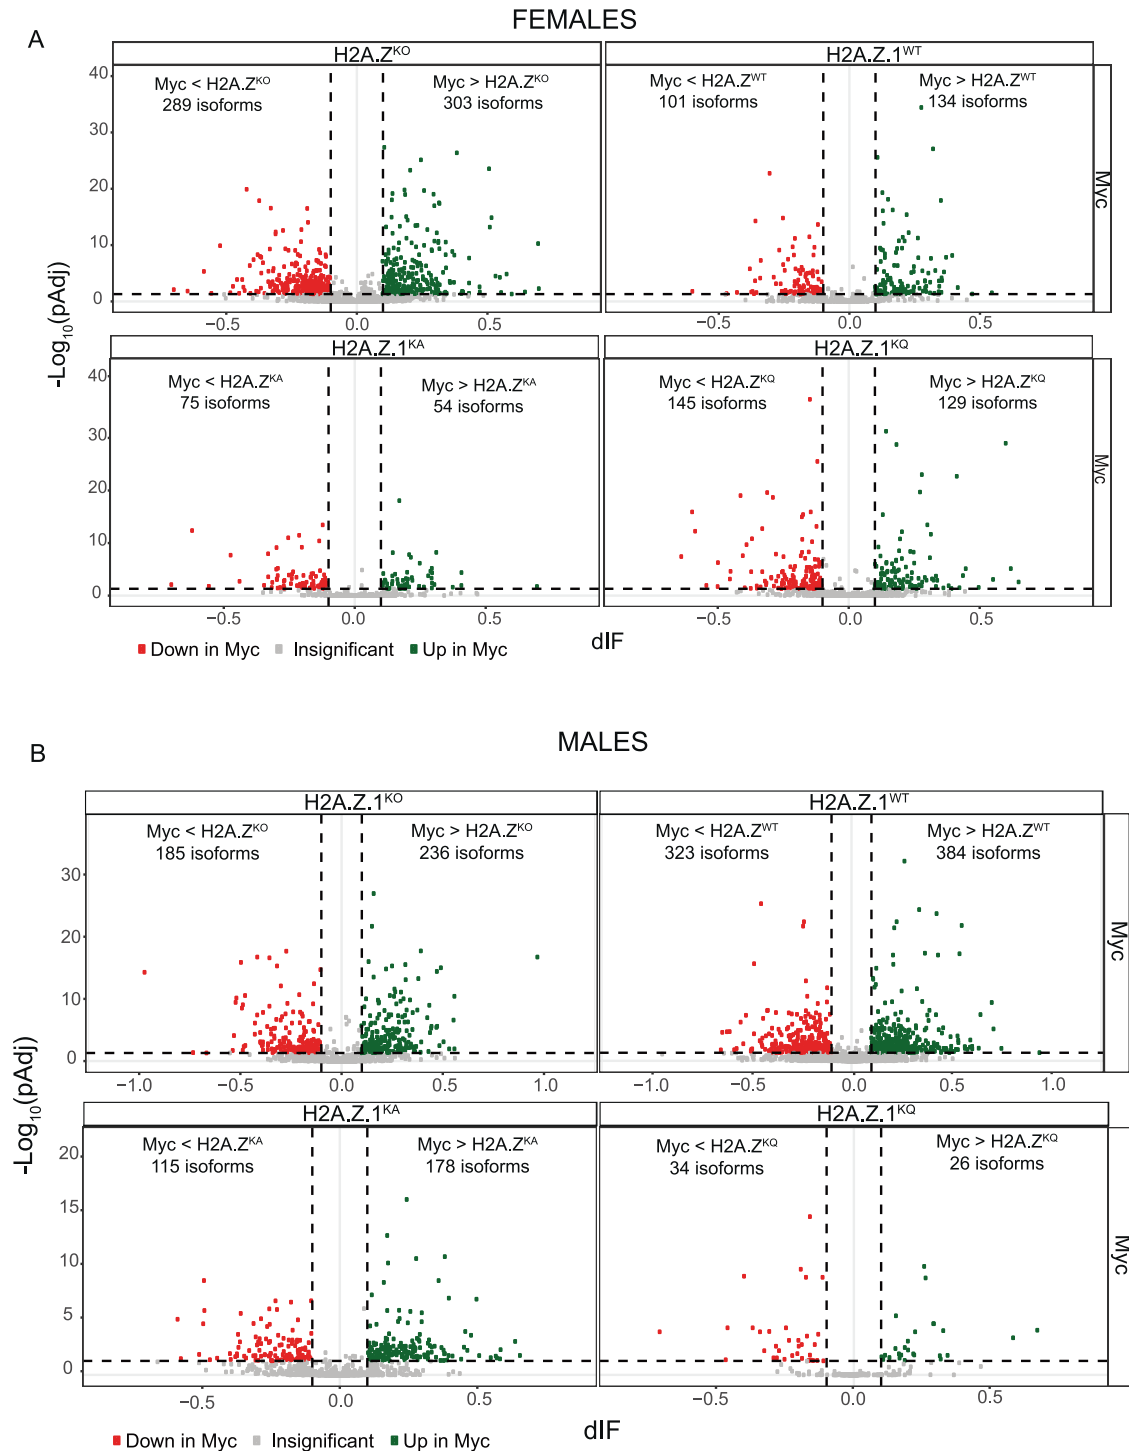 FEMALES
A
H2A.Z^KO
H2A.Z.1^WT
Myc < H2A.Z^KO
289 isoforms
Myc > H2A.Z^KO
303 isoforms
Myc < H2A.Z^WT
101 isoforms
Myc > H2A.Z^WT
134 isoforms
Myc
40
30
20
10
0
−0.5
0.0
0.5
−0.5
0.0
0.5
-Log₁₀(pAdj)
H2A.Z.1^KA
H2A.Z.1^KQ
Myc < H2A.Z^KA
75 isoforms
Myc > H2A.Z^KA
54 isoforms
Myc < H2A.Z^KQ
145 isoforms
Myc > H2A.Z^KQ
129 isoforms
Myc
40
30
20
10
0
−0.5
0.0
0.5
−0.5
0.0
0.5
dIF
Down in Myc
Insignificant
Up in Myc
MALES
B
H2A.Z.1^KO
H2A.Z.1^WT
Myc < H2A.Z^KO
185 isoforms
Myc > H2A.Z^KO
236 isoforms
Myc < H2A.Z^WT
323 isoforms
Myc > H2A.Z^WT
384 isoforms
Myc
30
20
10
0
−1.0
−0.5
0.0
0.5
1.0
−1.0
−0.5
0.0
0.5
1.0
-Log₁₀(pAdj)
H2A.Z.1^KA
H2A.Z.1^KQ
Myc < H2A.Z^KA
115 isoforms
Myc > H2A.Z^KA
178 isoforms
Myc < H2A.Z^KQ
34 isoforms
Myc > H2A.Z^KQ
26 isoforms
Myc
20
15
10
5
0
−0.5
0.0
0.5
−0.5
0.0
0.5
dIF
Down in Myc
Insignificant
Up in Myc